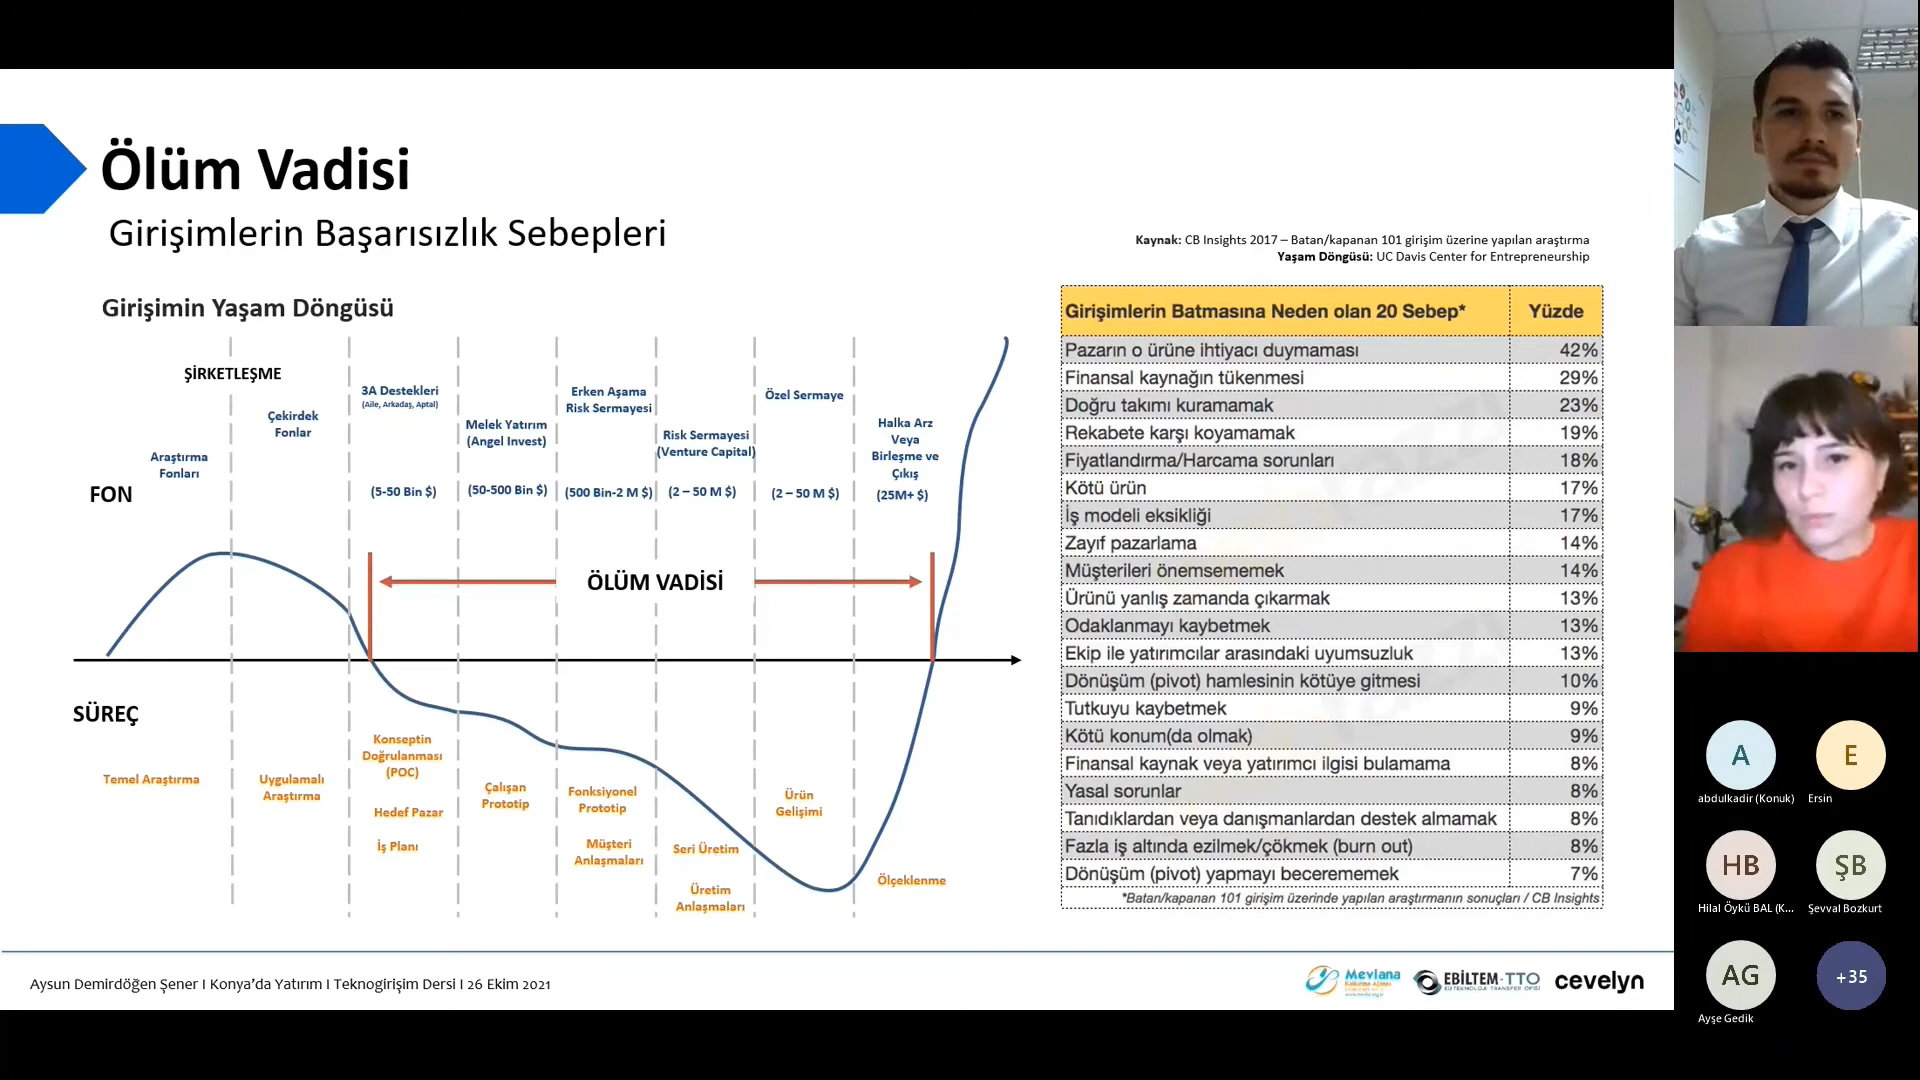 Ölüm Vadisi
Girişimlerin Başarısızlık Sebepleri
Kaynak: CB Insights 2017 – Batan/kapanan 101 girişim üzerine yapılan araştırma
Yaşam Döngüsü: UC Davis Center for Entrepreneurship
Girişimin Yaşam Döngüsü
ŞİRKETLEŞME
FON
Araştırma
Fonları
Çekirdek
Fonlar
3A Destekleri
(Aile, Arkadaş, Aptal)
(5-50 Bin $)
Melek Yatırım
(Angel Invest)
(50-500 Bin $)
Erken Aşama
Risk Sermayesi
(500 Bin-2 M $)
Risk Sermayesi
(Venture Capital)
(2 – 50 M $)
Özel Sermaye
(2 – 50 M $)
Halka Arz
Veya
Birleşme ve
Çıkış
(25M+ $)
ÖLÜM VADİSİ
SÜREÇ
Temel Araştırma
Uygulamalı
Araştırma
Konseptin
Doğrulanması
(POC)
Hedef Pazar
İş Planı
Çalışan
Prototip
Fonksiyonel
Prototip
Müşteri
Anlaşmaları
Seri Üretim
Üretim
Anlaşmaları
Ürün
Gelişimi
Ölçeklenme
Girişimlerin Batmasına Neden olan 20 Sebep* Yüzde
Pazarın o ürüne ihtiyacı duymaması 42%
Finansal kaynağın tükenmesi 29%
Doğru takımı kuramamak 23%
Rekabete karşı koyamamak 19%
Fiyatlandırma/Harcama sorunları 18%
Kötü ürün 17%
İş modeli eksikliği 17%
Zayıf pazarlama 14%
Müşterileri önemsememek 14%
Ürünü yanlış zamanda çıkarmak 13%
Odaklanmayı kaybetmek 13%
Ekip ile yatırımcılar arasındaki uyumsuzluk 13%
Dönüşüm (pivot) hamlesinin kötüye gitmesi 10%
Tutkuyu kaybetmek 9%
Kötü konum(da olmak) 9%
Finansal kaynak veya yatırımcı ilgisi bulamama 8%
Yasal sorunlar 8%
Tanıdıklardan veya danışmanlardan destek almamak 8%
Fazla iş altında ezilmek/çökmek (burn out) 8%
Dönüşüm (pivot) yapmayı becerememek 7%
*Batan/kapanan 101 girişim üzerinde yapılan araştırmanın sonuçları / CB Insights
Aysun Demirdöğen Şener I Konya’da Yatırım I Teknogirişim Dersi I 26 Ekim 2021
Mevlana
EBİLTEM-TTO
cevelyn
A
abdulkadir (Konuk)
E
Ersin
HB
Hilal Öykü BAL (K...
ŞB
Şevval Bozkurt
AG
Ayşe Gedik
+35